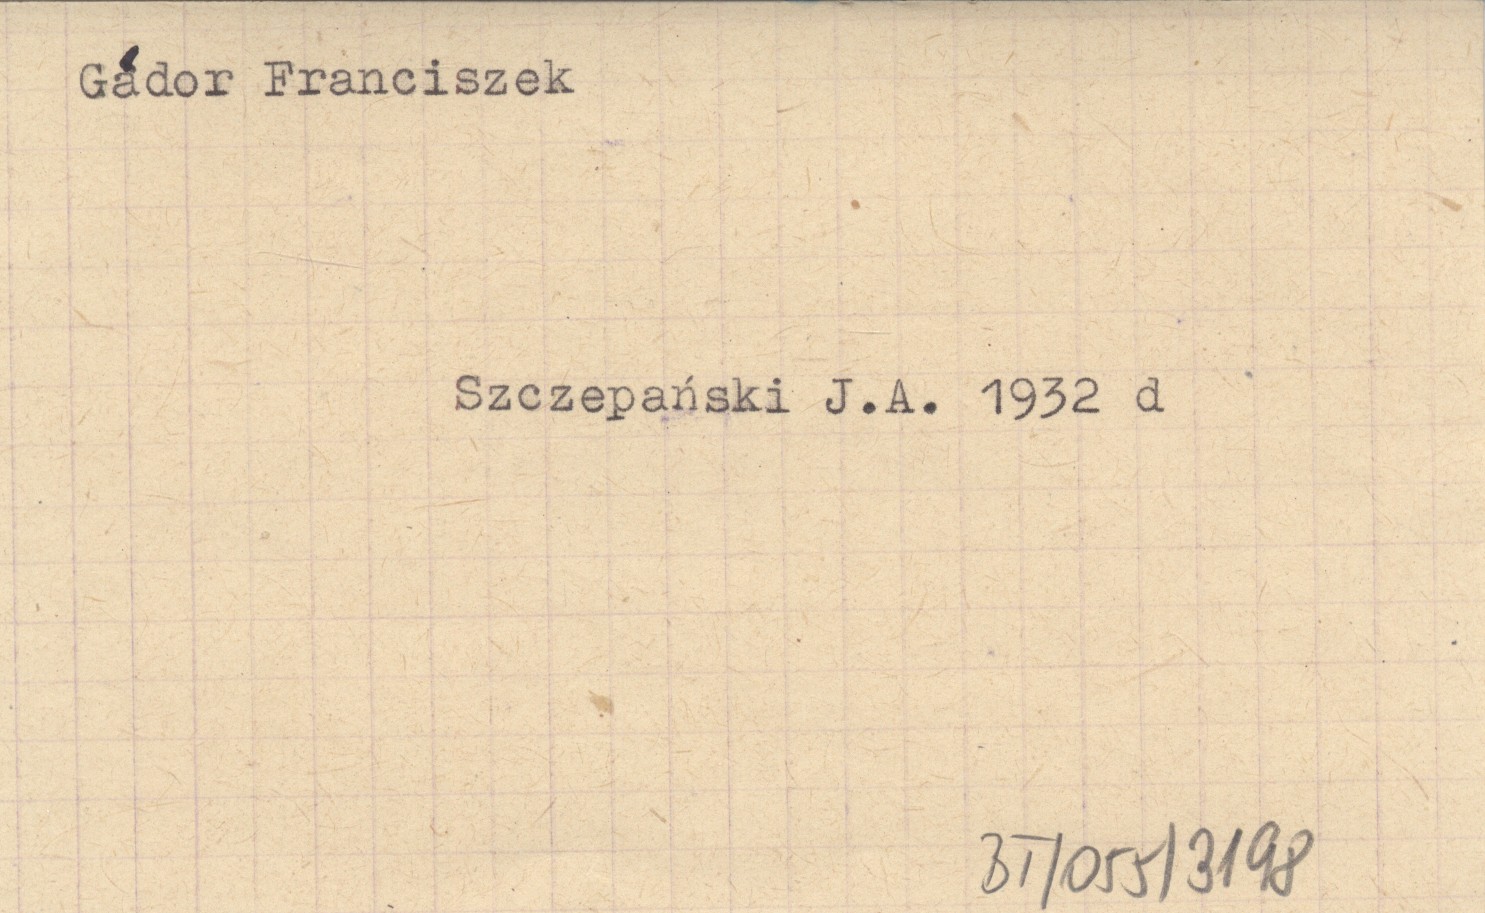 Gádor Franciszek
Szczepański J.A. 1932 d
BT/055/3198